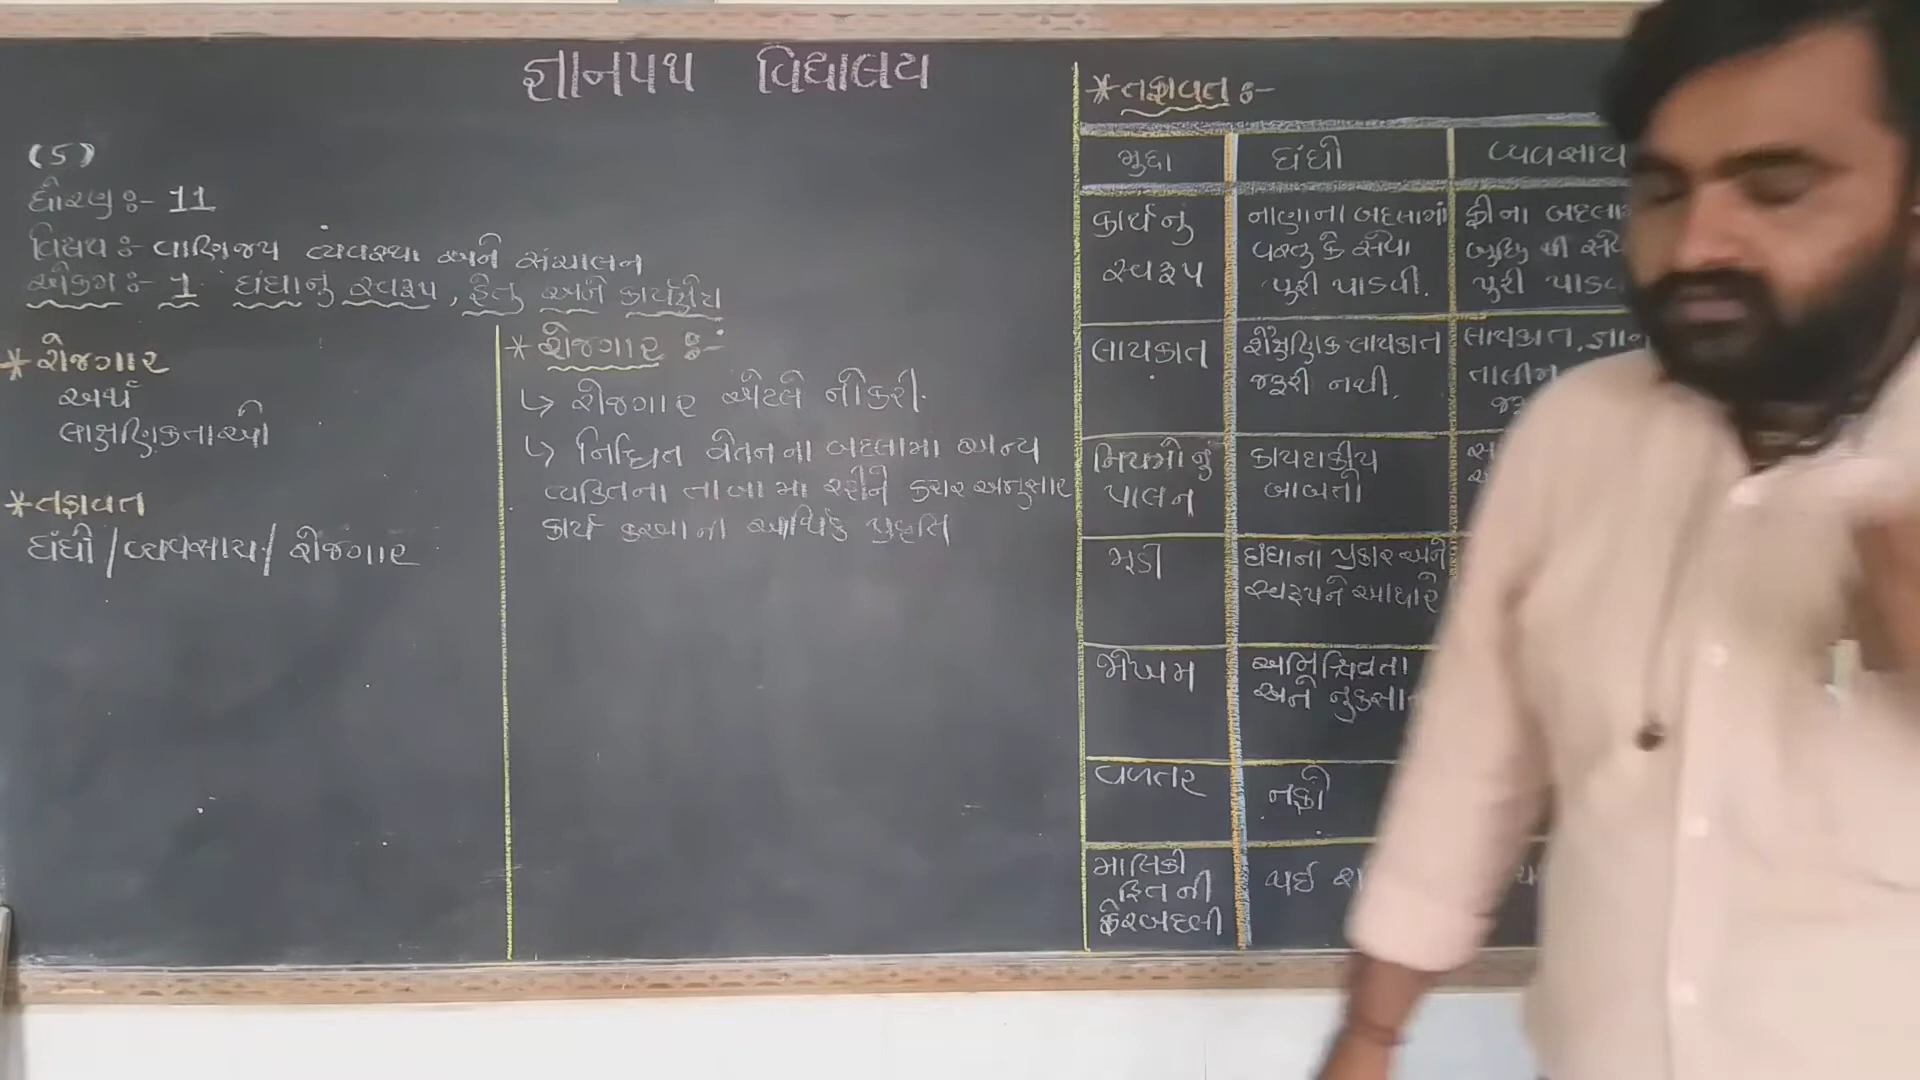 જ્ઞાનપથ વિદ્યાલય
(5)
ધોરણ :- 11
વિષય :- વાણિજ્ય વ્યવસ્થા અને સંચાલન
એકમ :- 1 ધંધાનું સ્વરૂપ, હેતુ અને કાર્યક્ષેત્ર
* રોજગાર
અર્થ
લાક્ષણિકતાઓ
* તફાવત
ધંધો / વ્યવસાય / રોજગાર
* રોજગાર :-
↳ રોજગાર એટલે નોકરી.
↳ નિશ્ચિત વેતનના બદલામાં અન્ય
વ્યક્તિના તાબામાં રહીને કરાર અનુસાર
કાર્ય કરવાના આર્થિક પ્રવૃત્તિ
* તફાવત :-
મુદ્દા ધંધો વ્યવસાય
કાર્યનું સ્વરૂપ
નાણાના બદલામાં
વસ્તુ કે સેવા
પુરી પાડવી.
ફીના
પુરી
લાયકાત
શૈક્ષણિક લાયકાત
જરૂરી નથી.
લાયકાત, જ્ઞાન
તાલીમ
નિયમોનું
પાલન
કાયદાકીય
બાબતો
મૂડી
ધંધાના પ્રકાર અને
સ્વરૂપને આધારે
જોખમ
અનિશ્ચિતતા
અને
વળતર
નફો
માલિકી
હિતની
ફેરબદલી
થઇ